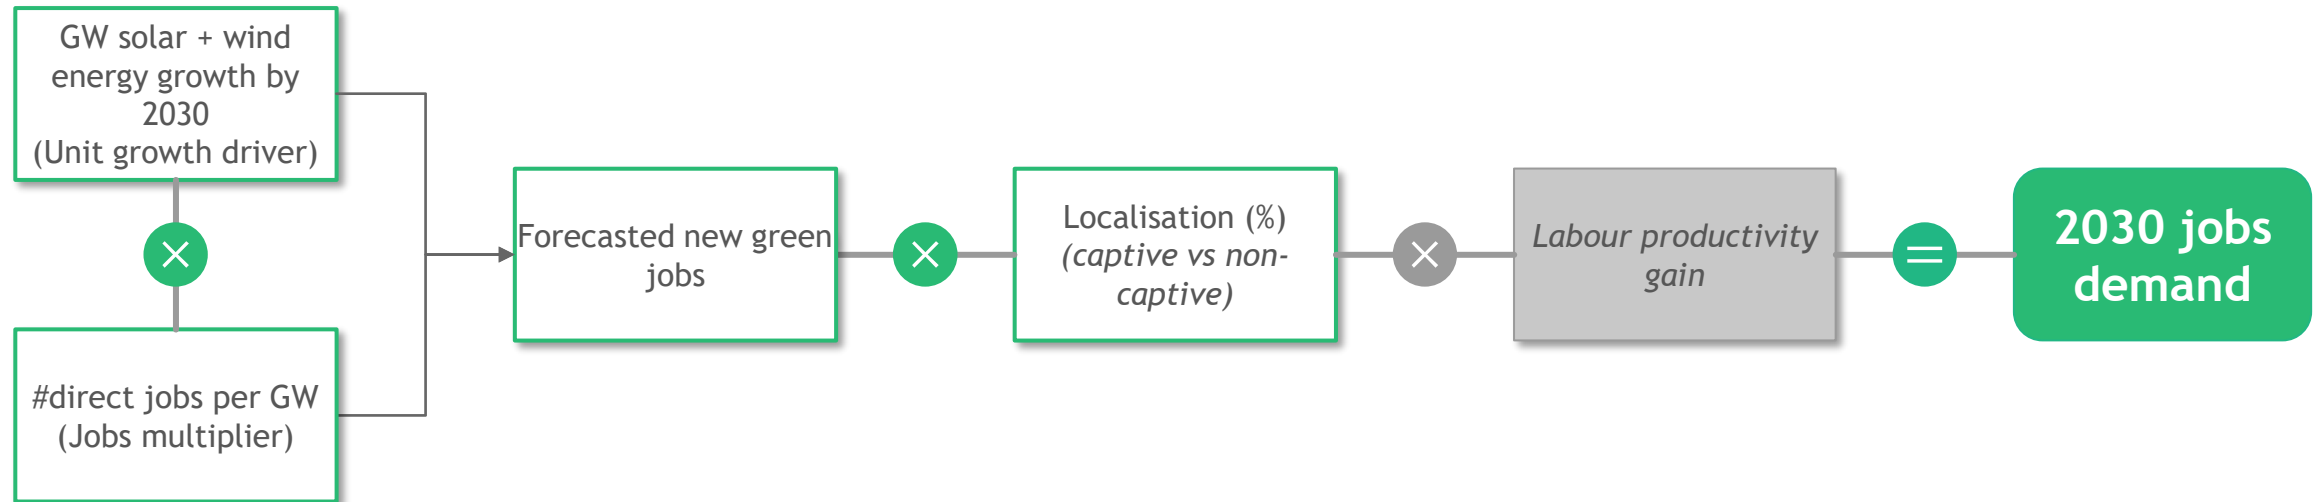 GW solar + wind
energy growth by
2030
(Unit growth driver)
#direct jobs per GW
(Jobs multiplier)
Forecasted new green
jobs
Localisation (%)
(captive vs non-
captive)
Labour productivity
gain
2030 jobs
demand